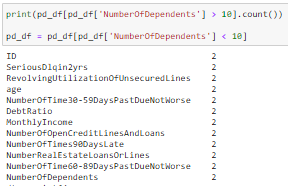 print(pd_df[pd_df['NumberOfDependents'] > 10].count())
pd_df = pd_df[pd_df['NumberOfDependents'] < 10]
ID 2
SeriousDlqin2yrs 2
RevolvingUtilizationOfUnsecuredLines 2
age 2
NumberOfTime30-59DaysPastDueNotWorse 2
DebtRatio 2
MonthlyIncome 2
NumberOfOpenCreditLinesAndLoans 2
NumberOfTimes90DaysLate 2
NumberRealEstateLoansOrLines 2
NumberOfTime60-89DaysPastDueNotWorse 2
NumberOfDependents 2